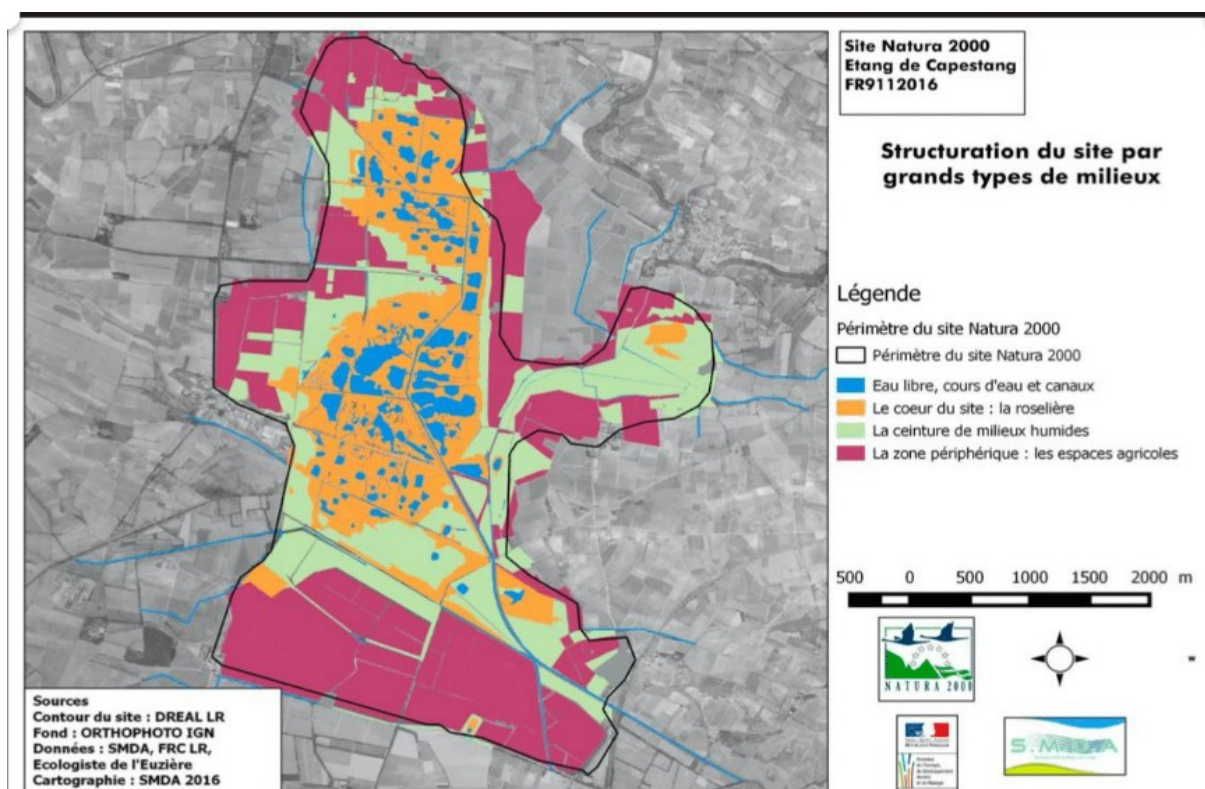 Site Natura 2000
Etang de Capestang
FR9112016
Structuration du site par
grands types de milieux
Légende
Périmètre du site Natura 2000
Périmètre du site Natura 2000
Eau libre, cours d'eau et canaux
Le coeur du site : la roselière
La ceinture de milieux humides
La zone périphérique : les espaces agricoles
500 0 500 1000 1500 2000 m
NATURA 2000
Sources
Contour du site : DREAL LR
Fond : ORTHOPHOTO IGN
Données : SMDA, FRC LR,
Ecologiste de l'Euzière
Cartographie : SMDA 2016